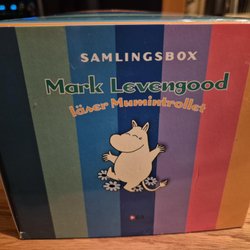 SAMLINGSBOX
Mark Levengood
läser Mumintrollet